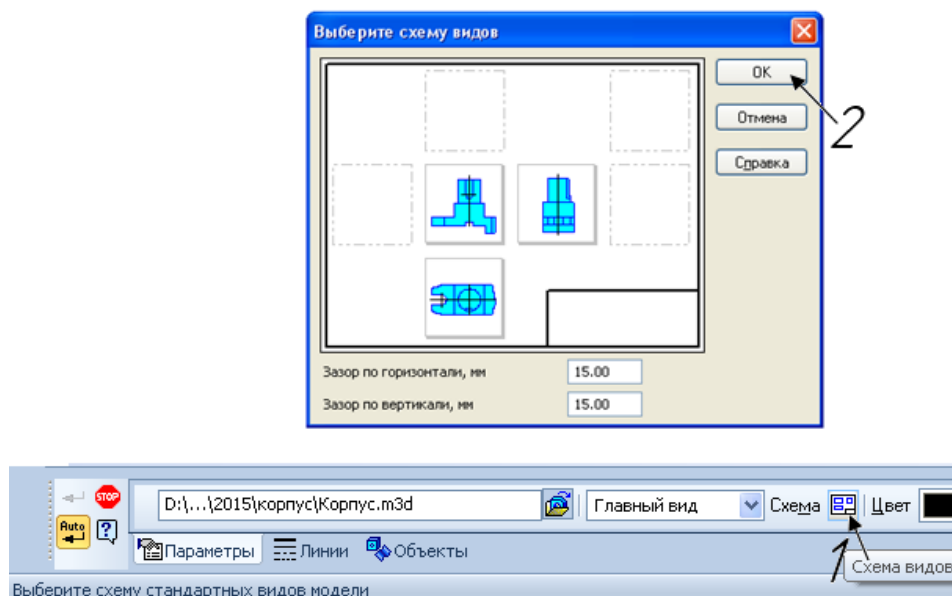 Выберите схему видов
OK
Отмена
Справка
2
Зазор по горизонтали, мм 15.00
Зазор по вертикали, мм 15.00
STOP D:\...\2015\корпус\Корпус.m3d Главный вид Схема Цвет
Auto ? Параметры Линии Объекты 1 Схема видов
Выберите схему стандартных видов модели